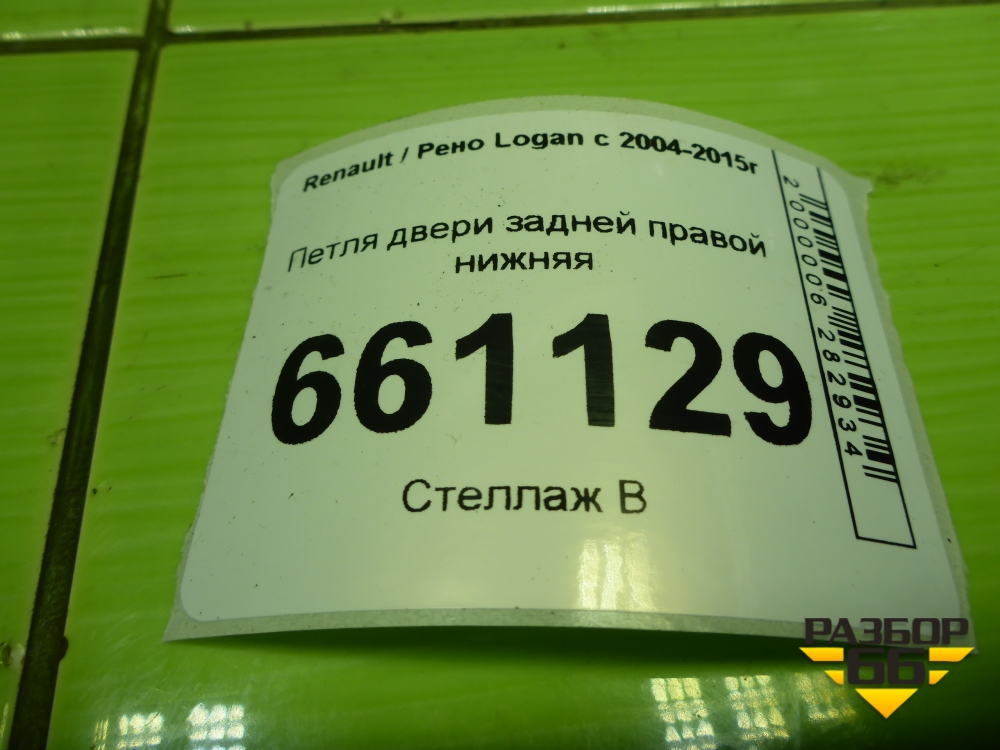 Renault / Рено Logan с 2004-2015г
Петля двери задней правой
нижняя
661129
Стеллаж В
2000006282934
РАЗБОР
66